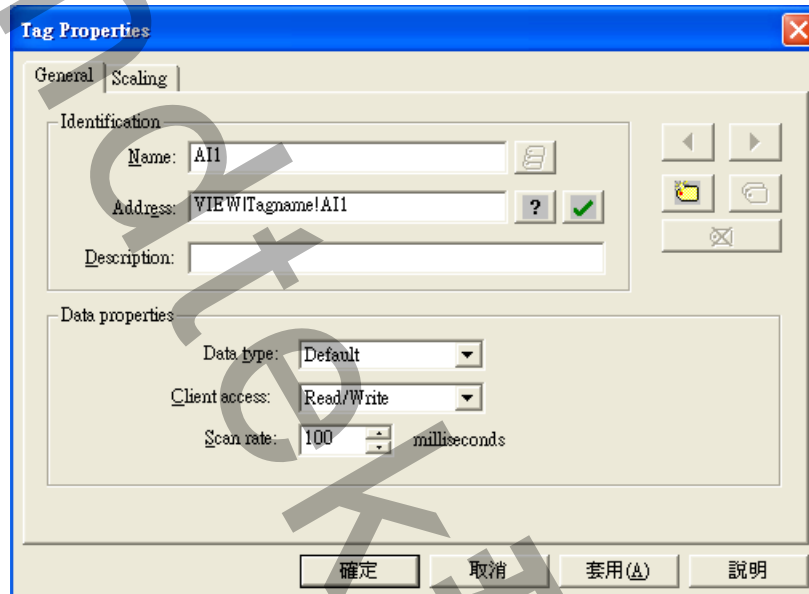 Tag Properties
General Scaling
Identification
Name: AI1
Address: VIEW|Tagname!AI1 ?
Description:
Data properties
Data type: Default
Client access: Read/Write
Scan rate: 100 milliseconds
確定 取消 套用(A) 說明